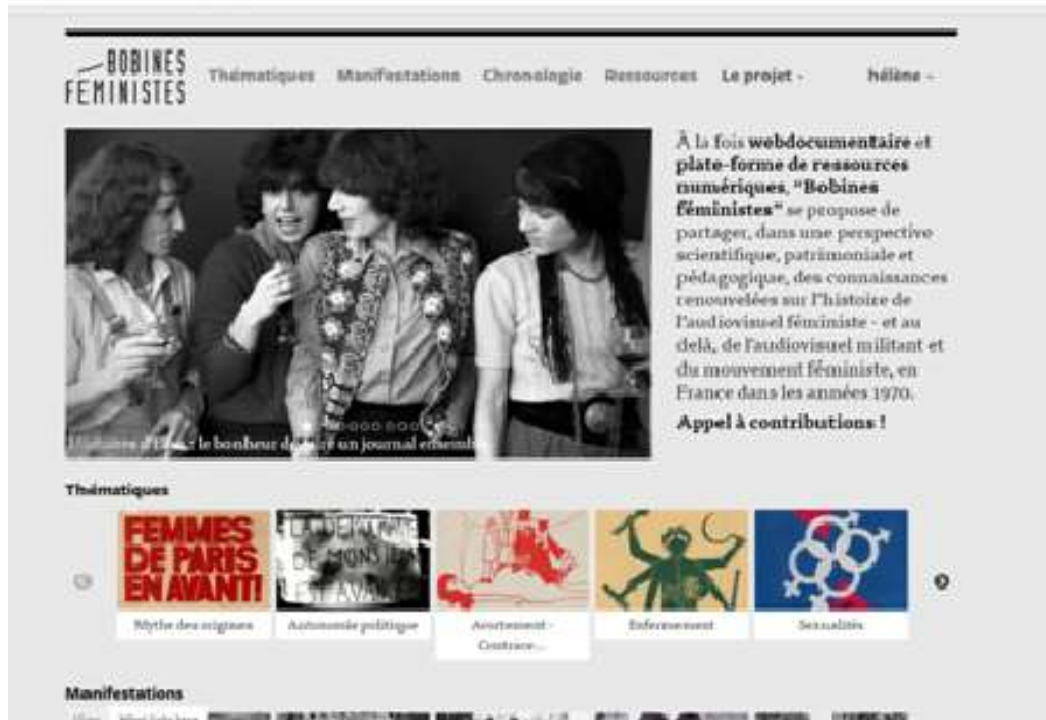 BOBINES
FEMINISTES
Thématiques Manifestations Chronologie Ressources Le projet hélène
À la fois webdocumentaire et
plate-forme de ressources
numériques, "Bobines
féministes" se propose de
partager, dans une perspective
scientifique, patrimoniale et
pédagogique, des connaissances
renouvelées sur l'histoire de
l'audiovisuel féministe - et au
delà, de l'audiovisuel militant et
du mouvement féministe, en
France dans les années 1970.
Appel à contributions !
le bonheur de faire un journal ensemble
Thématiques
FEMMES
DE PARIS
EN AVANT!
DE MONSIEUR
EST AVANCÉ
Mythe des origines
Autonomie politique
Avortement -
Contrace...
Enfermement
Sexualités
Manifestations